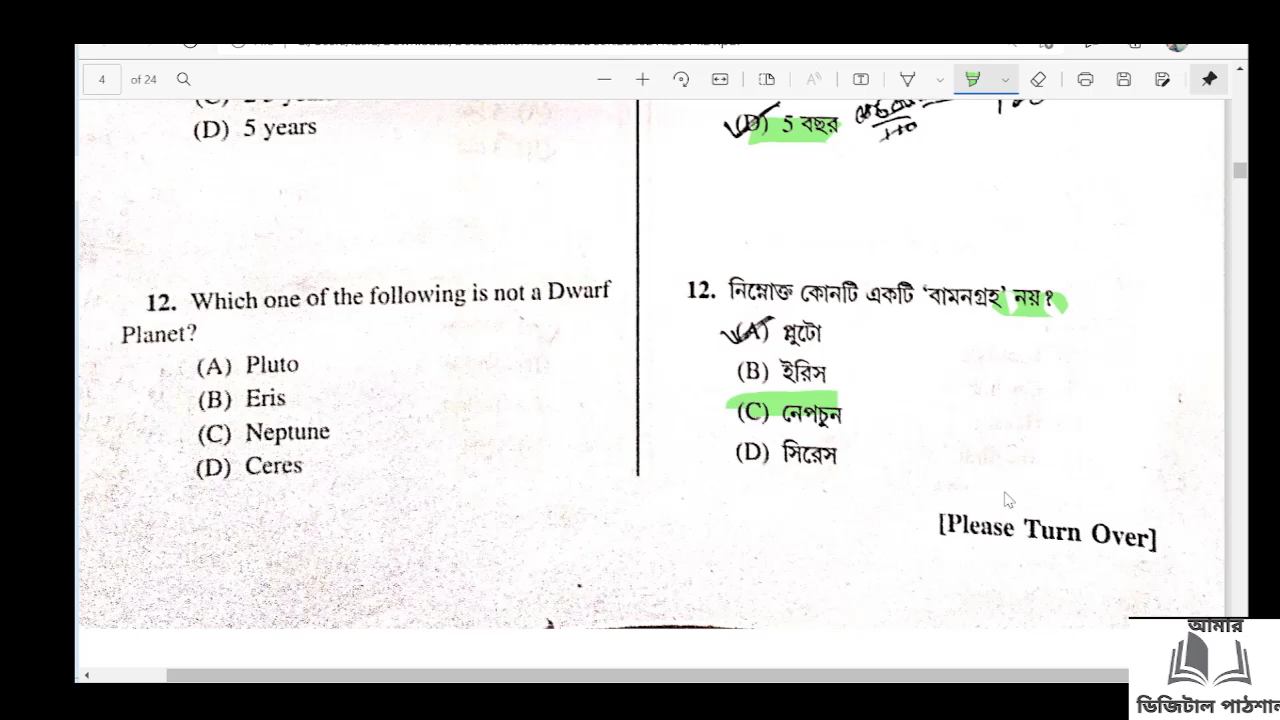 4 of 24
(D) 5 years
(D) 5 বছর
12. Which one of the following is not a Dwarf
Planet?
(A) Pluto
(B) Eris
(C) Neptune
(D) Ceres
12. নিম্নোক্ত কোনটি একটি ‘বামনগ্রহ’ নয় ?
(A) প্লুটো
(B) ইরিস
(C) নেপচুন
(D) সিরেস
[Please Turn Over]
আমার
ডিজিটাল পাঠশা